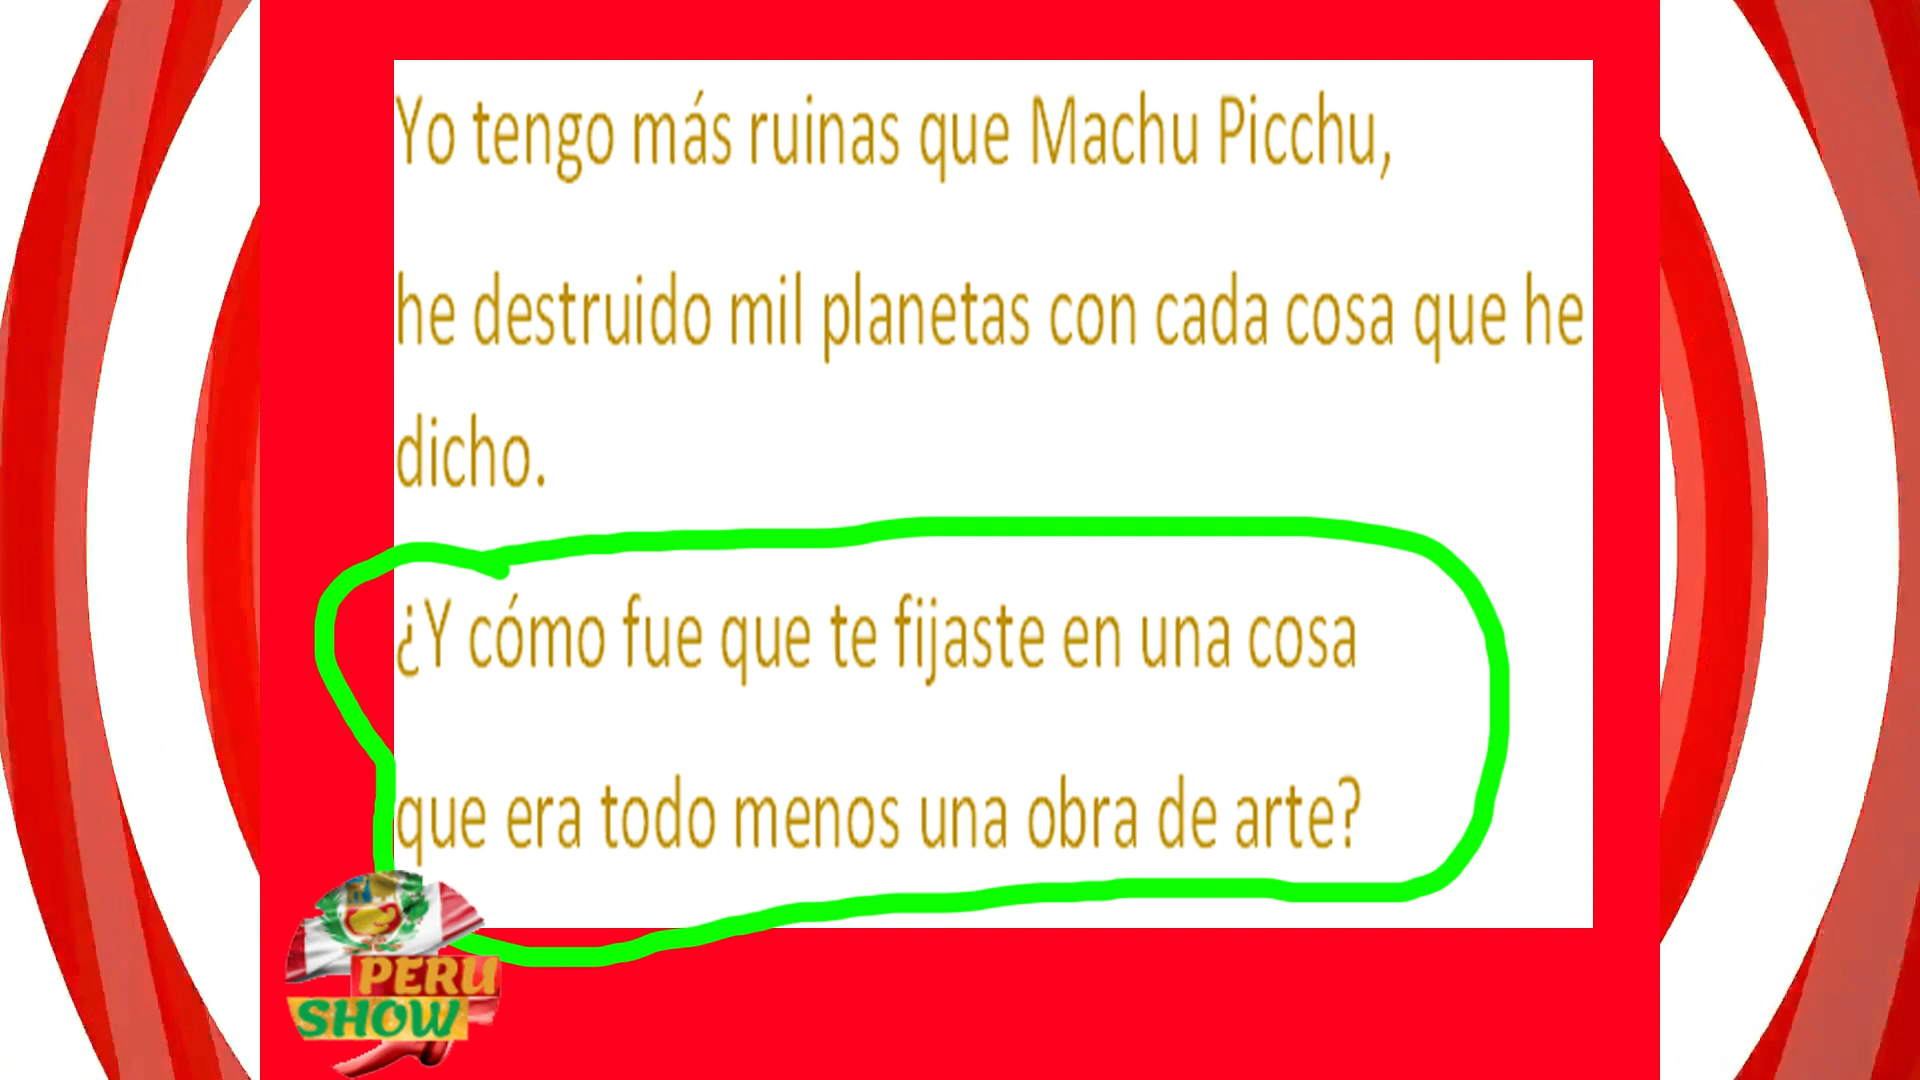 Yo tengo más ruinas que Machu Picchu,
he destruido mil planetas con cada cosa que he
dicho.
¿Y cómo fue que te fijaste en una cosa
que era todo menos una obra de arte?
PERU
SHOW